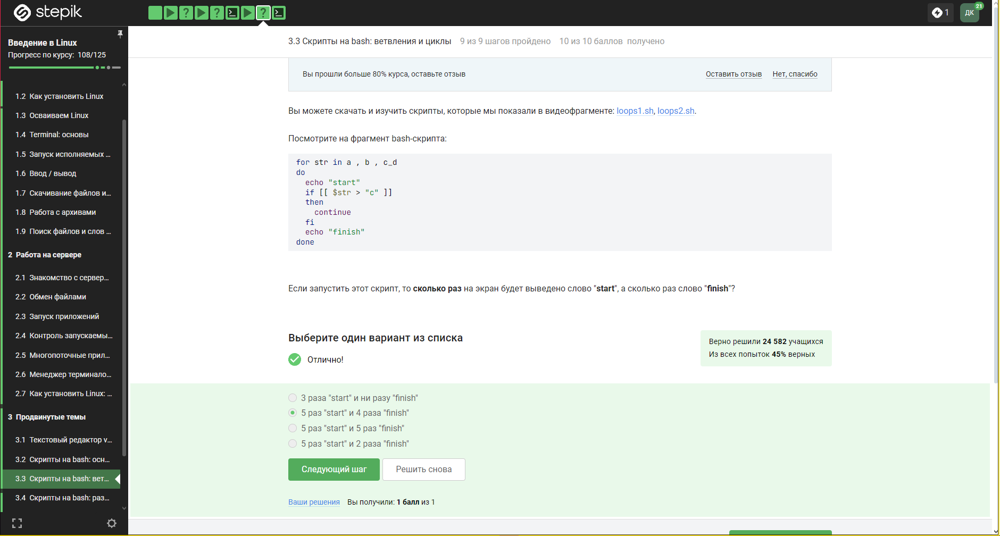 stepik
1
ДК
21
Введение в Linux
Прогресс по курсу: 108/125
1.2 Как установить Linux
1.3 Осваиваем Linux
1.4 Terminal: основы
1.5 Запуск исполняемых ...
1.6 Ввод / вывод
1.7 Скачивание файлов и...
1.8 Работа с архивами
1.9 Поиск файлов и слов ...
2 Работа на сервере
2.1 Знакомство с сервер...
2.2 Обмен файлами
2.3 Запуск приложений
2.4 Контроль запускаемы...
2.5 Многопоточные прил...
2.6 Менеджер терминало...
2.7 Как установить Linux: ...
3 Продвинутые темы
3.1 Текстовый редактор v...
3.2 Скрипты на bash: осн...
3.3 Скрипты на bash: вет...
3.4 Скрипты на bash: раз...
3.3 Скрипты на bash: ветвления и циклы 9 из 9 шагов пройдено 10 из 10 баллов получено
Вы прошли больше 80% курса, оставьте отзыв Оставить отзыв Нет, спасибо
Вы можете скачать и изучить скрипты, которые мы показали в видеофрагменте: loops1.sh, loops2.sh.
Посмотрите на фрагмент bash-скрипта:
for str in a , b , c_d
do
  echo "start"
  if [[ $str > "c" ]]
  then
    continue
  fi
  echo "finish"
done
Если запустить этот скрипт, то сколько раз на экран будет выведено слово "start", а сколько раз слово "finish"?
Выберите один вариант из списка
Отлично!
Верно решили 24 582 учащихся
Из всех попыток 45% верных
3 раза "start" и ни разу "finish"
5 раз "start" и 4 раза "finish"
5 раз "start" и 5 раз "finish"
5 раз "start" и 2 раза "finish"
Следующий шаг Решить снова
Ваши решения Вы получили: 1 балл из 1